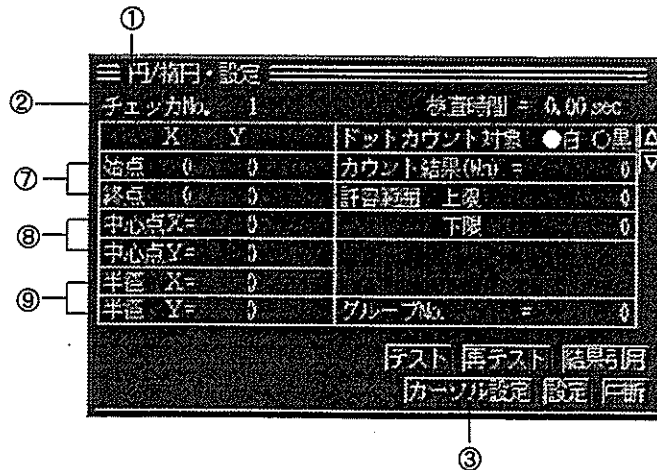 ①
円/楕円・設定
② チェッカNo. 1 検査時間 = 0.00 sec
X Y ドットカウント対象 ●白 ○黒 △
⑦ 始点 0 0 カウント結果(Wn) = 0 ▽
終点 0 0 許容範囲 上限 0
⑧ 中心点X= 0 下限 0
中心点Y= 0
⑨ 半径 X= 0
半径 Y= 0 グループNo. = 0
テスト 再テスト 結果引用
カーソル設定 設定
③